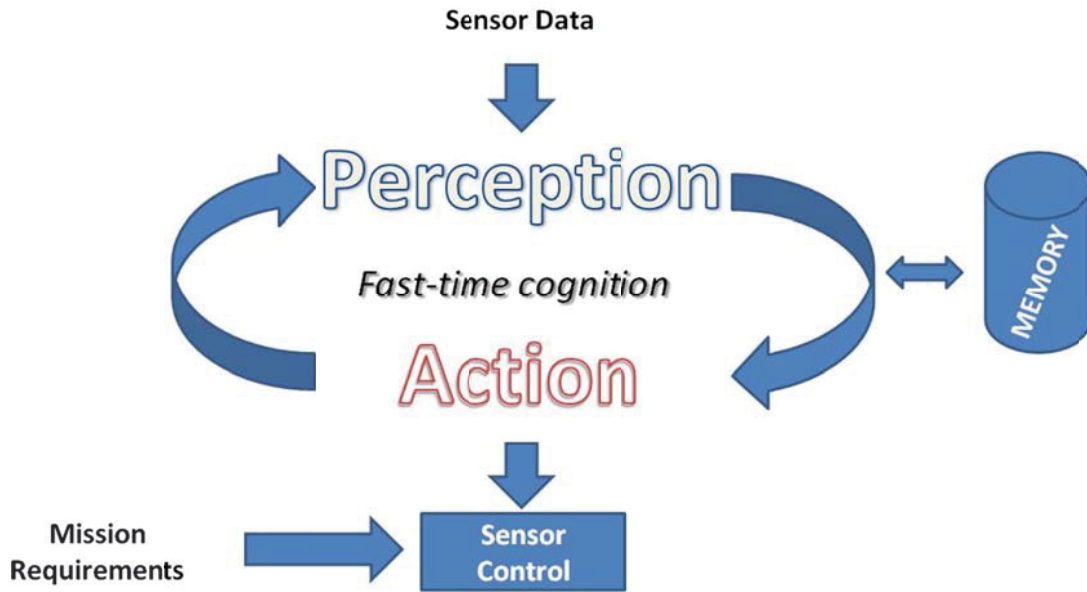 Sensor Data
Perception
Fast-time cognition
MEMORY
Action
Mission
Requirements
Sensor
Control